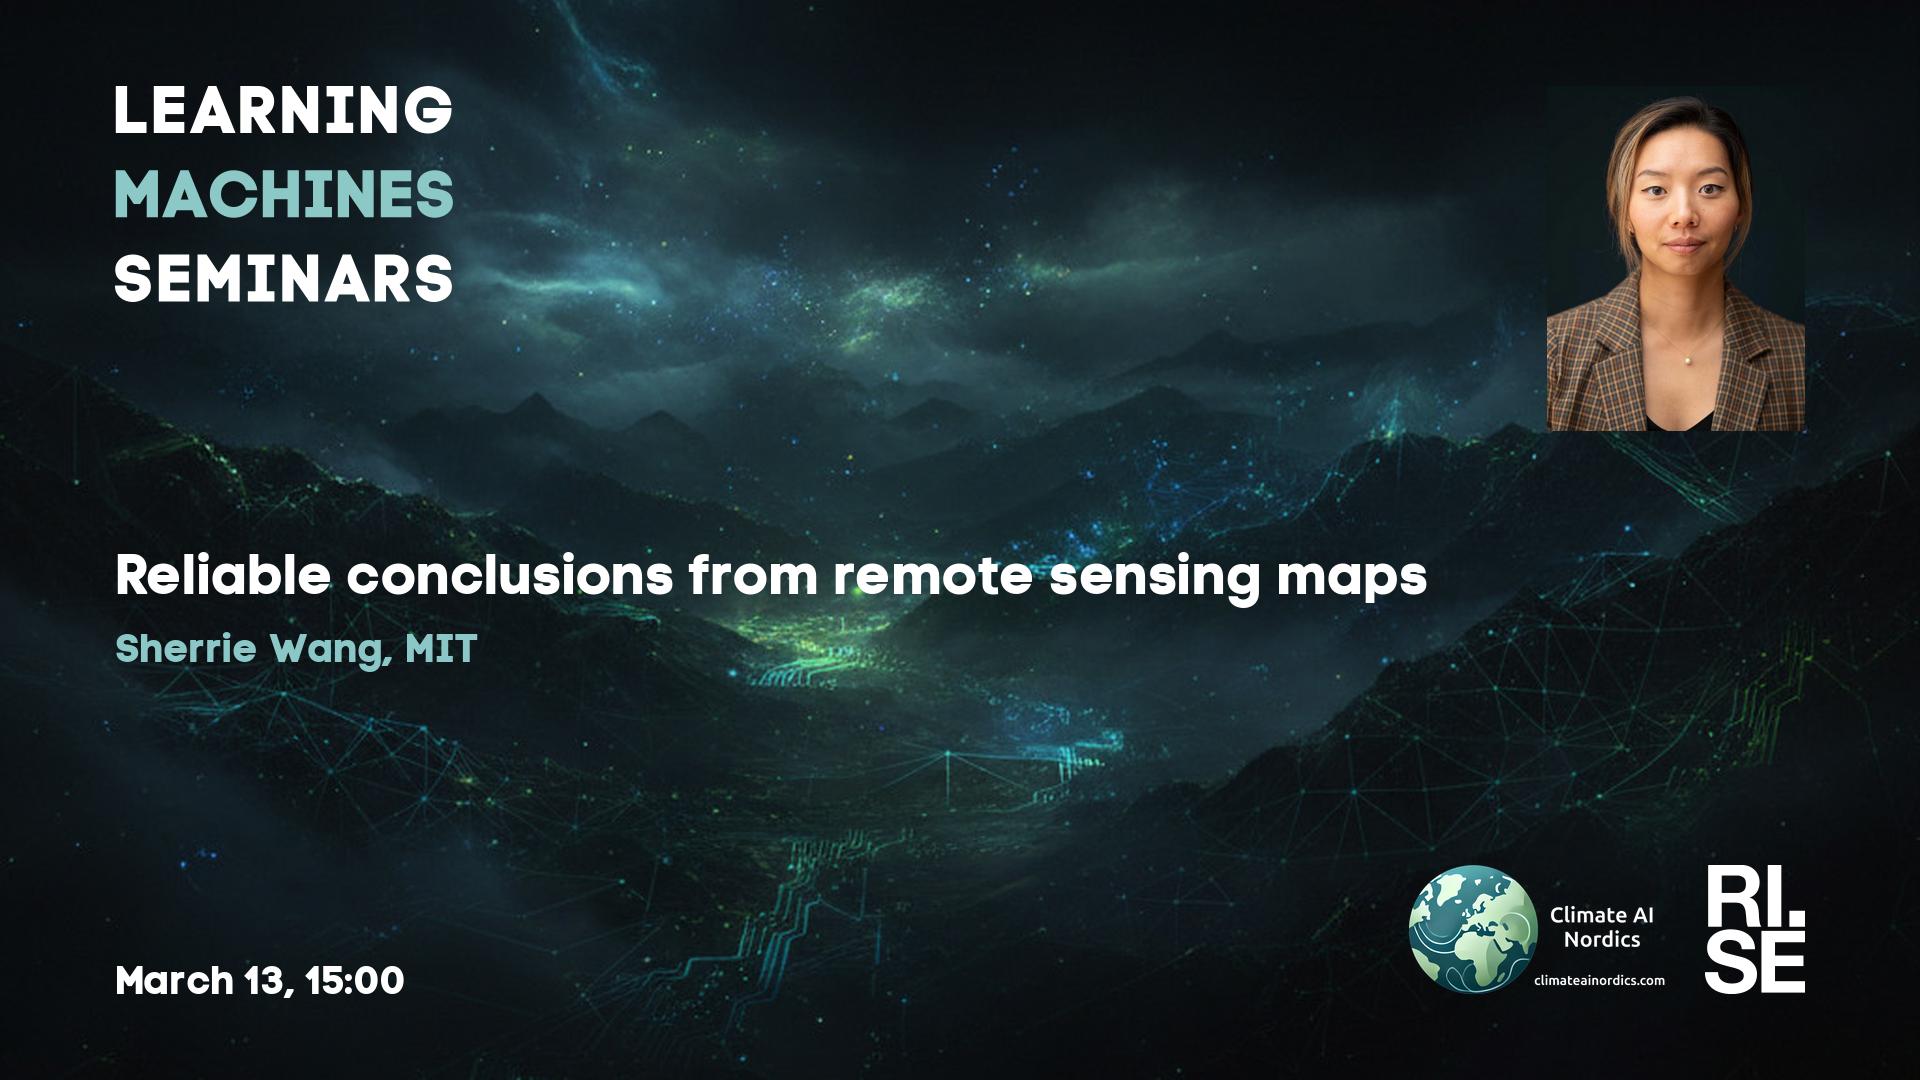 LEARNING
MACHINES
SEMINARS
Reliable conclusions from remote sensing maps
Sherrie Wang, MIT
March 13, 15:00
Climate AI
Nordics
climateainordics.com
RI.
SE